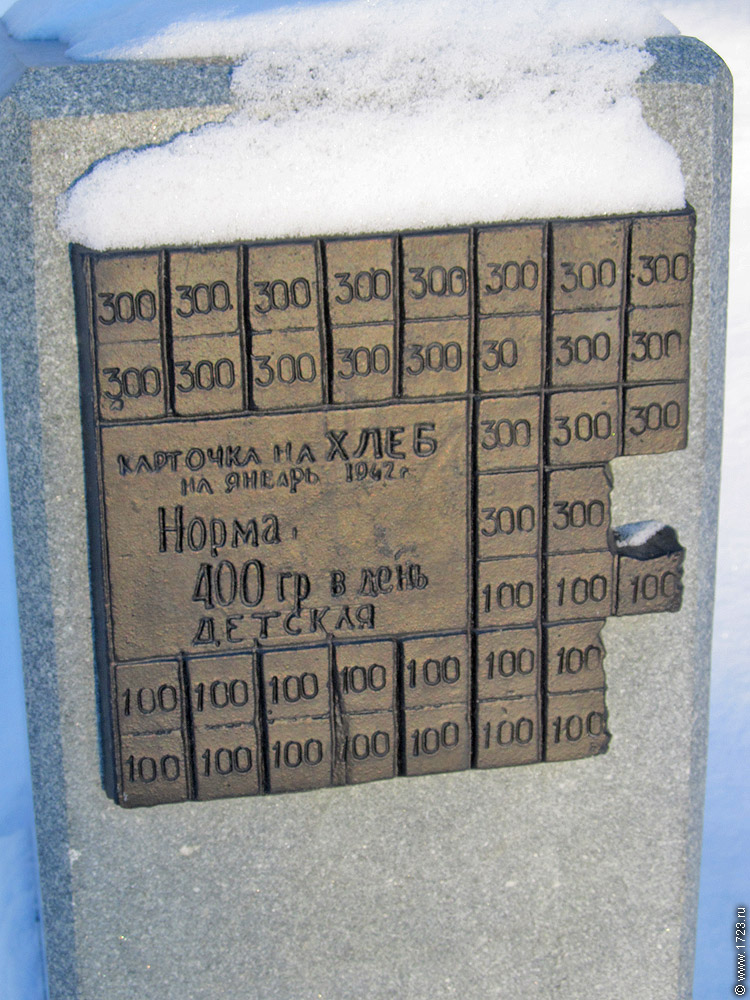 300 300 300 300 300 300 300 300
300 300 300 300 300 30 300 300
КАРТОЧКА НА ХЛЕБ
НА ЯНВАРЬ 1942 г
Норма
400 гр в день
ДЕТСКАЯ
300 300 300
300 300
100 100 100
100 100 100 100 100 100 100
100 100 100 100 100 100 100
© www.1723.ru